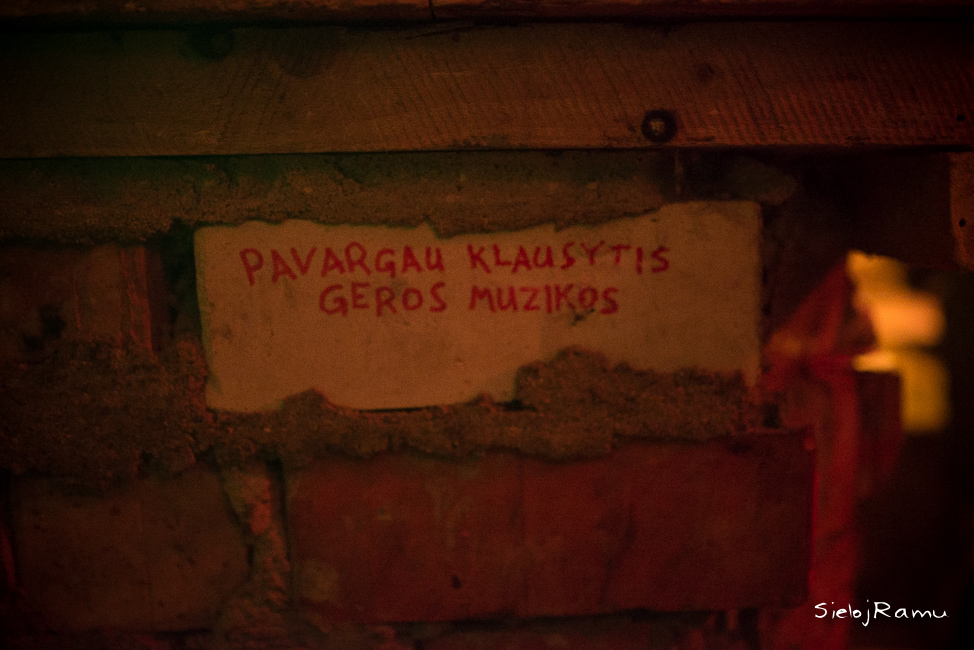 PAVARGAU KLAUSYTIS
GEROS MUZIKOS
SielojRamu